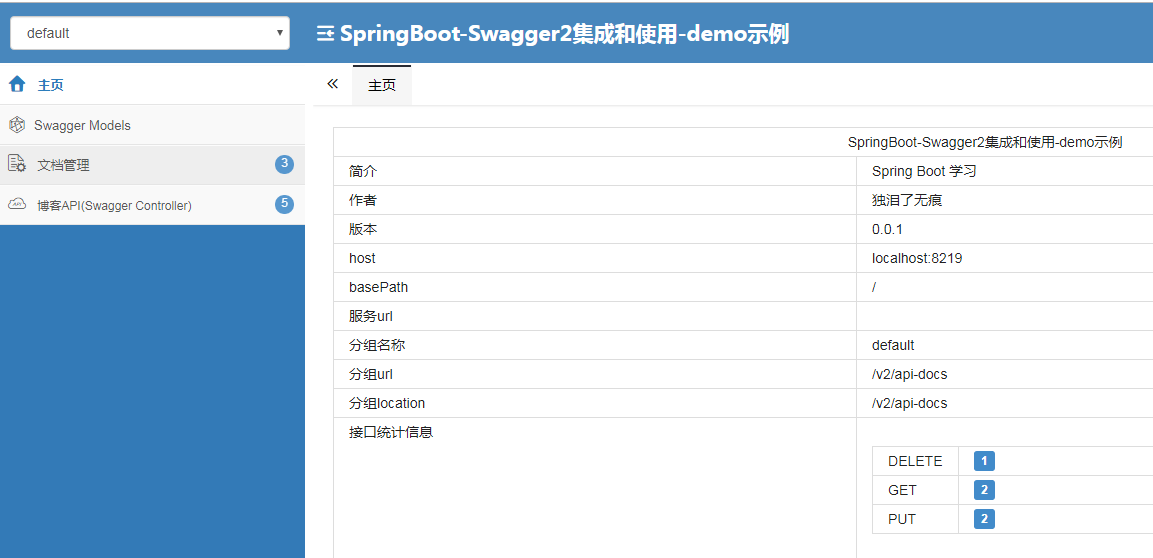 default
SpringBoot-Swagger2集成和使用-demo示例
主页
Swagger Models
文档管理 3
博客API(Swagger Controller) 5
主页
SpringBoot-Swagger2集成和使用-demo示例
简介 Spring Boot 学习
作者 独泪了无痕
版本 0.0.1
host localhost:8219
basePath /
服务url
分组名称 default
分组url /v2/api-docs
分组location /v2/api-docs
接口统计信息
DELETE 1
GET 2
PUT 2